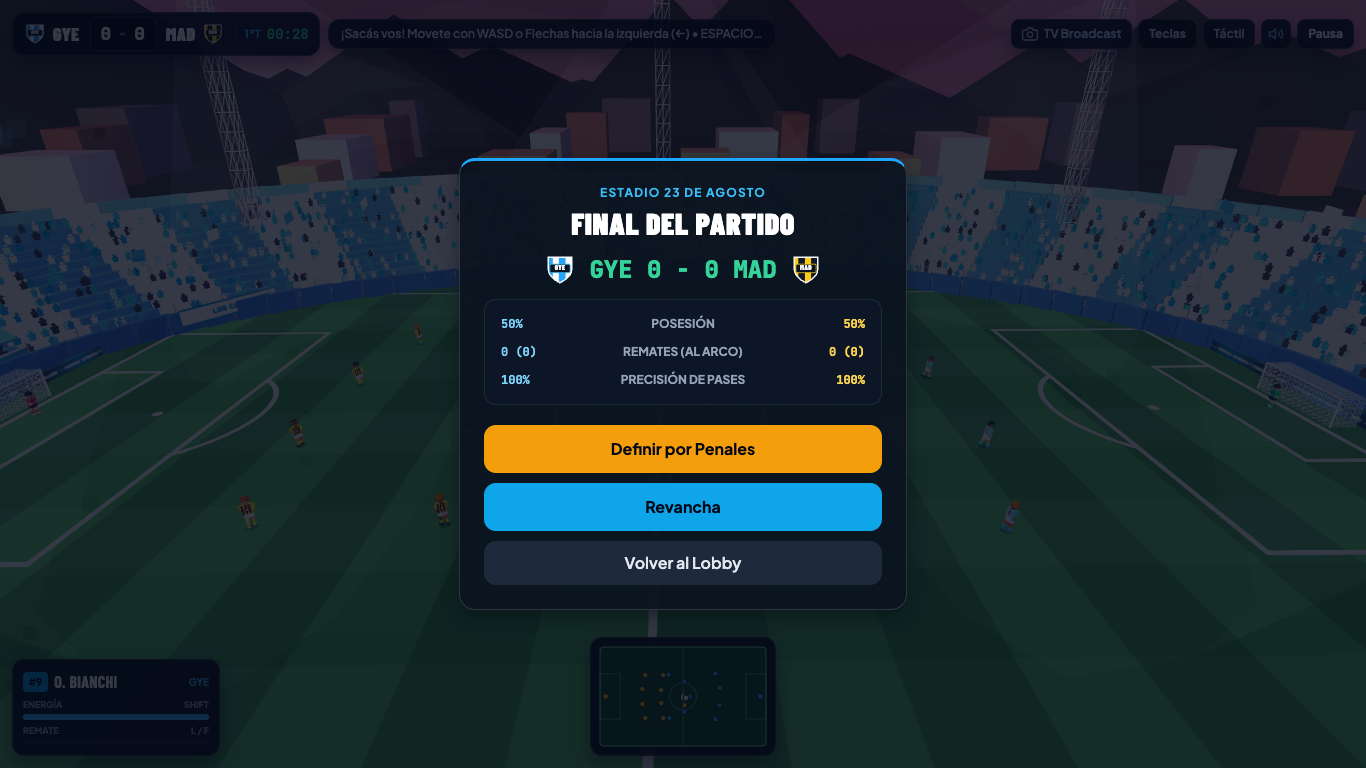 GYE 0 - 0 MAD 1ºT 00:28
¡Sacás vos! Movete con WASD o Flechas hacia la izquierda (←) • ESPACIO…
TV Broadcast
Teclas
Táctil
Pausa
ESTADIO 23 DE AGOSTO
FINAL DEL PARTIDO
GYE GYE 0 - 0 MAD MAD
50% POSESIÓN 50%
0 (0) REMATES (AL ARCO) 0 (0)
100% PRECISIÓN DE PASES 100%
Definir por Penales
Revancha
Volver al Lobby
#9 O. BIANCHI GYE
ENERGÍA SHIFT
REMATE L / F